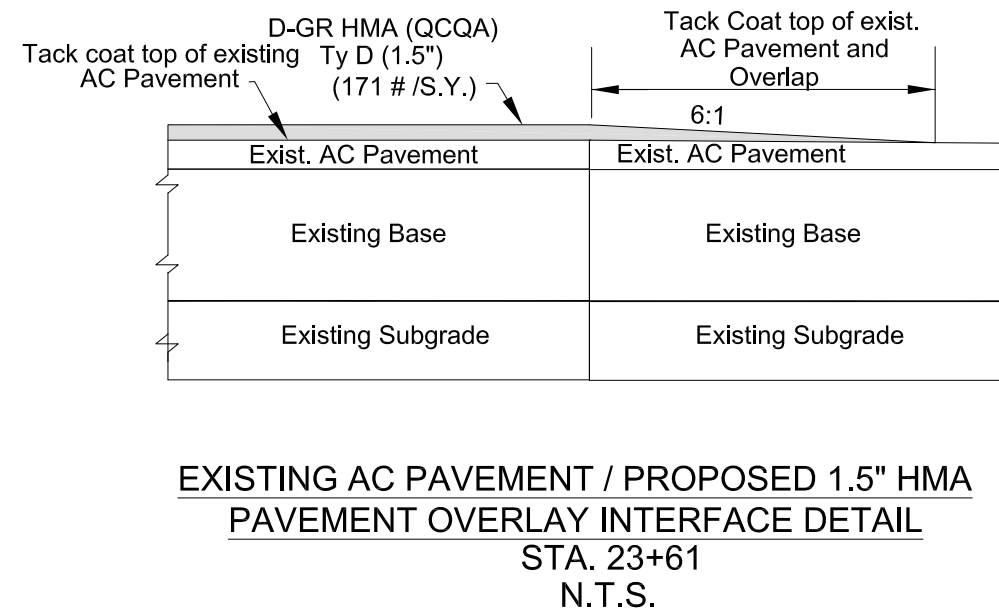 Tack coat top of existing
AC Pavement
D-GR HMA (QCQA)
Ty D (1.5")
(171 # /S.Y.)
Tack Coat top of exist.
AC Pavement and
Overlap
6:1
Exist. AC Pavement
Exist. AC Pavement
Existing Base
Existing Base
Existing Subgrade
Existing Subgrade
EXISTING AC PAVEMENT / PROPOSED 1.5" HMA
PAVEMENT OVERLAY INTERFACE DETAIL
STA. 23+61
N.T.S.